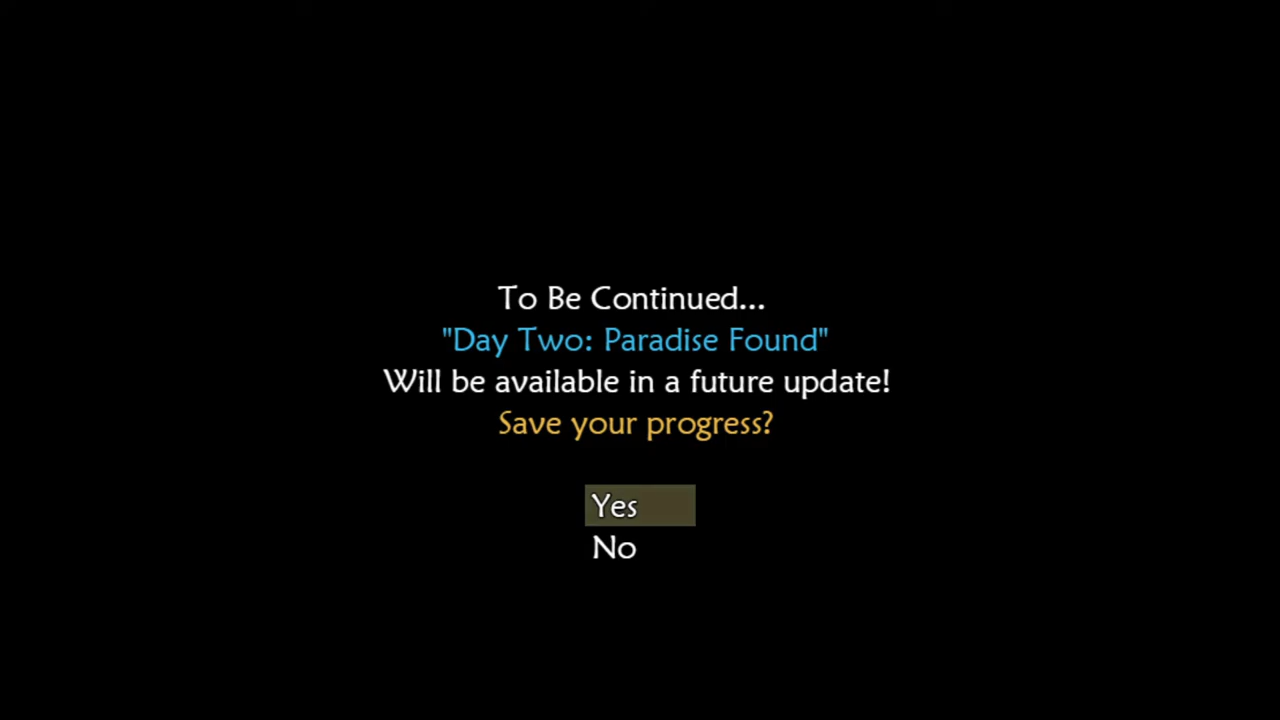 To Be Continued...
"Day Two: Paradise Found"
Will be available in a future update!
Save your progress?
Yes
No